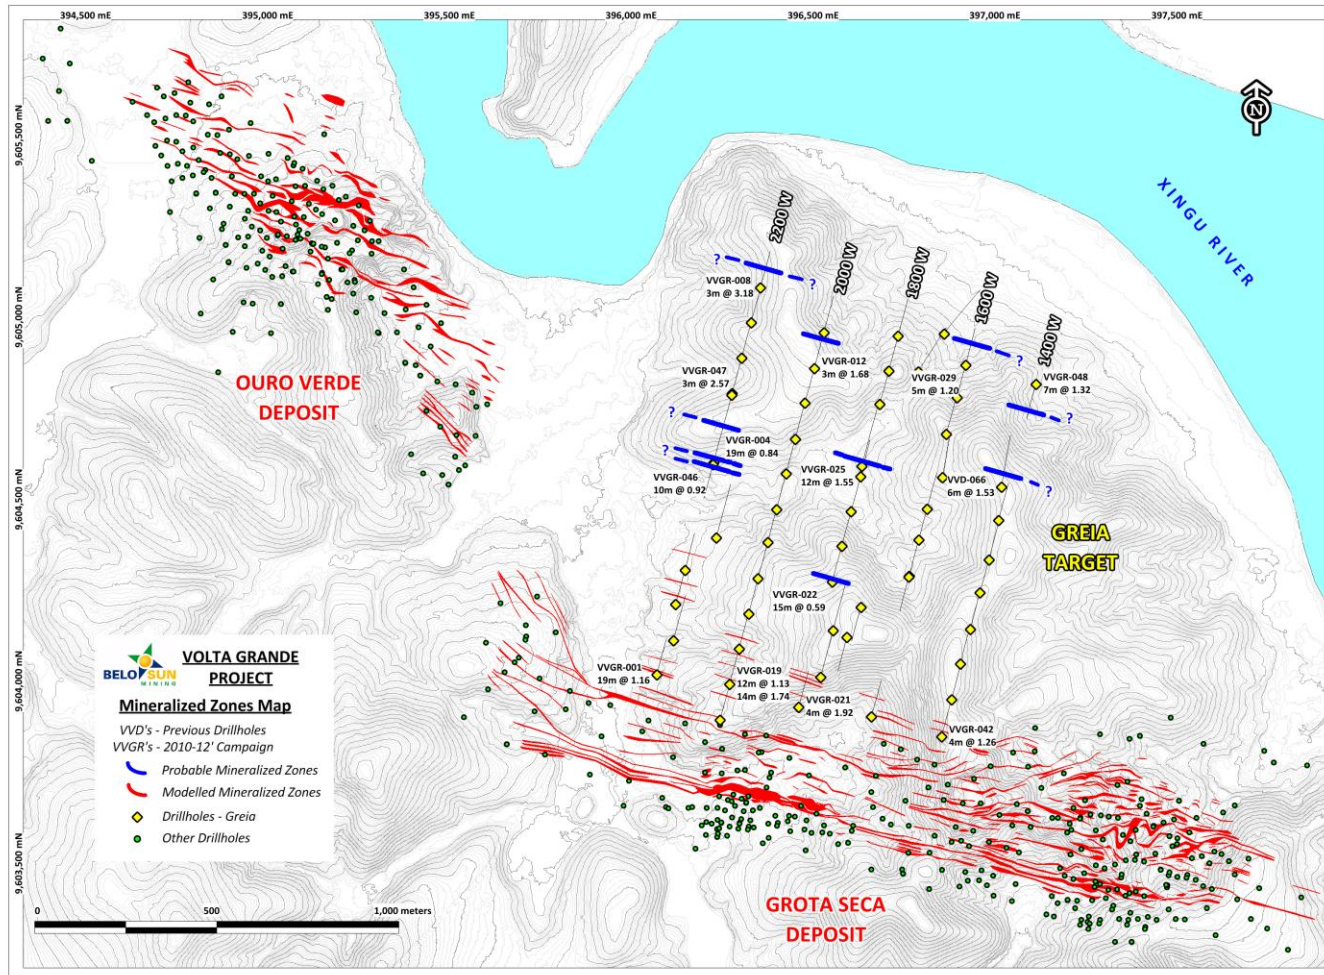 394,500 mE
395,000 mE
395,500 mE
396,000 mE
396,500 mE
397,000 mE
397,500 mE
9,605,500 mN
9,605,000 mN
9,604,500 mN
9,604,000 mN
9,603,500 mN
N
XINGU RIVER
2200 W
2000 W
1800 W
1600 W
1400 W
?
?
VVGR-008
3m @ 3.18
VVGR-047
3m @ 2.57
VVGR-012
3m @ 1.68
VVGR-029
5m @ 1.20
?
VVGR-048
7m @ 1.32
?
?
VVGR-004
19m @ 0.84
?
VVGR-046
10m @ 0.92
VVGR-025
12m @ 1.55
VVD-066
6m @ 1.53
?
OURO VERDE
DEPOSIT
GREIA
TARGET
VVGR-022
15m @ 0.59
VVGR-001
19m @ 1.16
VVGR-019
12m @ 1.13
14m @ 1.74
VVGR-021
4m @ 1.92
VVGR-042
4m @ 1.26
GROTA SECA
DEPOSIT
BELO SUN
MINING
VOLTA GRANDE
PROJECT
Mineralized Zones Map
VVD's - Previous Drillholes
VVGR's - 2010-12' Campaign
Probable Mineralized Zones
Modelled Mineralized Zones
Drillholes - Greia
Other Drillholes
0
500
1,000 meters